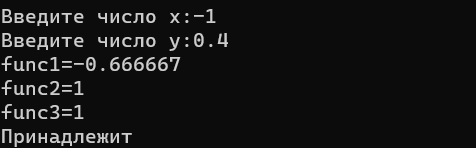 Введите число x:-1
Введите число y:0.4
func1=-0.666667
func2=1
func3=1
Принадлежит